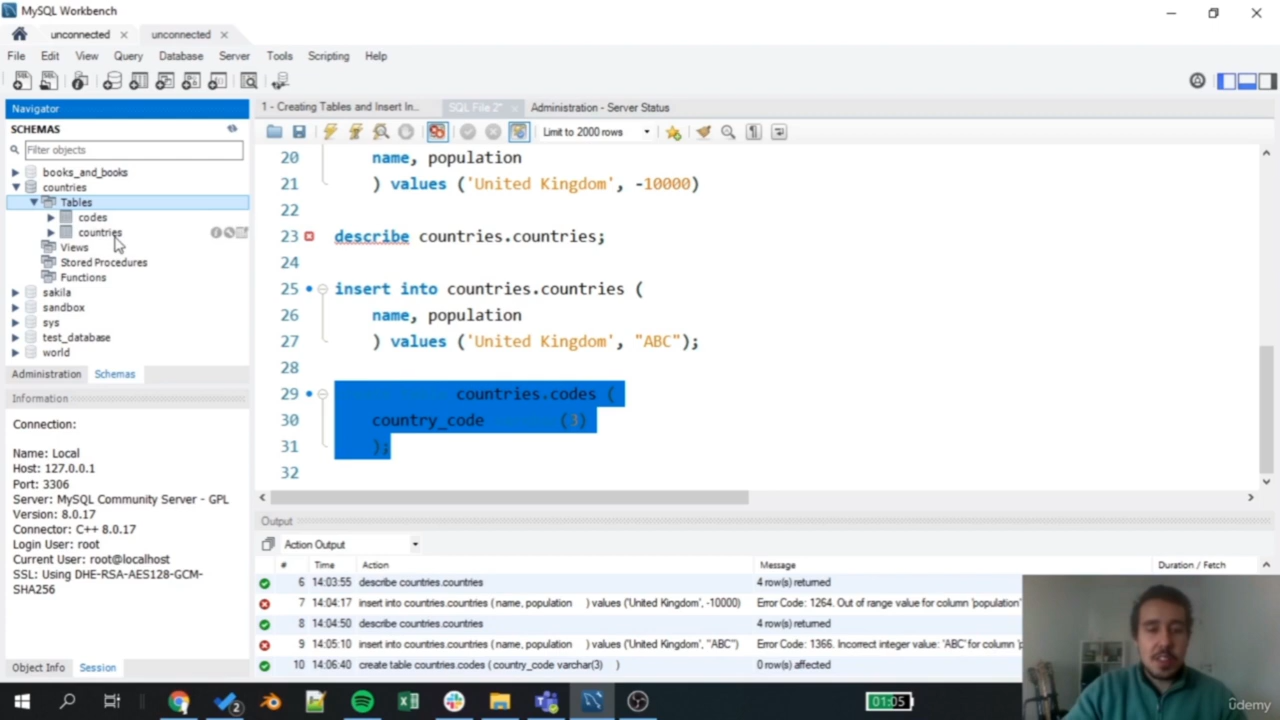 MySQL Workbench
unconnected × unconnected ×
File Edit View Query Database Server Tools Scripting Help
Navigator
SCHEMAS
Filter objects
books_and_books
countries
Tables
codes
countries
Views
Stored Procedures
Functions
sakila
sandbox
sys
test_database
world
Administration Schemas
Information
Connection:
Name: Local
Host: 127.0.0.1
Port: 3306
Server: MySQL Community Server - GPL
Version: 8.0.17
Connector: C++ 8.0.17
Login User: root
Current User: root@localhost
SSL: Using DHE-RSA-AES128-GCM-
SHA256
Object Info Session
1 - Creating Tables and Insert In... SQL File 2* × Administration - Server Status
Limit to 2000 rows
20 name, population
21 ) values ('United Kingdom', -10000)
22
23 describe countries.countries;
24
25 insert into countries.countries (
26 name, population
27 ) values ('United Kingdom', "ABC");
28
29 countries.codes (
30 country_code (3)
31 );
32
Output
Action Output
# Time Action Message Duration / Fetch
6 14:03:55 describe countries.countries 4 row(s) returned
7 14:04:17 insert into countries.countries ( name, population ) values ('United Kingdom', -10000) Error Code: 1264. Out of range value for column 'population'
8 14:04:50 describe countries.countries 4 row(s) returned
9 14:05:10 insert into countries.countries ( name, population ) values ('United Kingdom', "ABC") Error Code: 1366. Incorrect integer value: 'ABC' for column
10 14:06:40 create table countries.codes ( country_code varchar(3) ) 0 row(s) affected
2
01:05
udemy